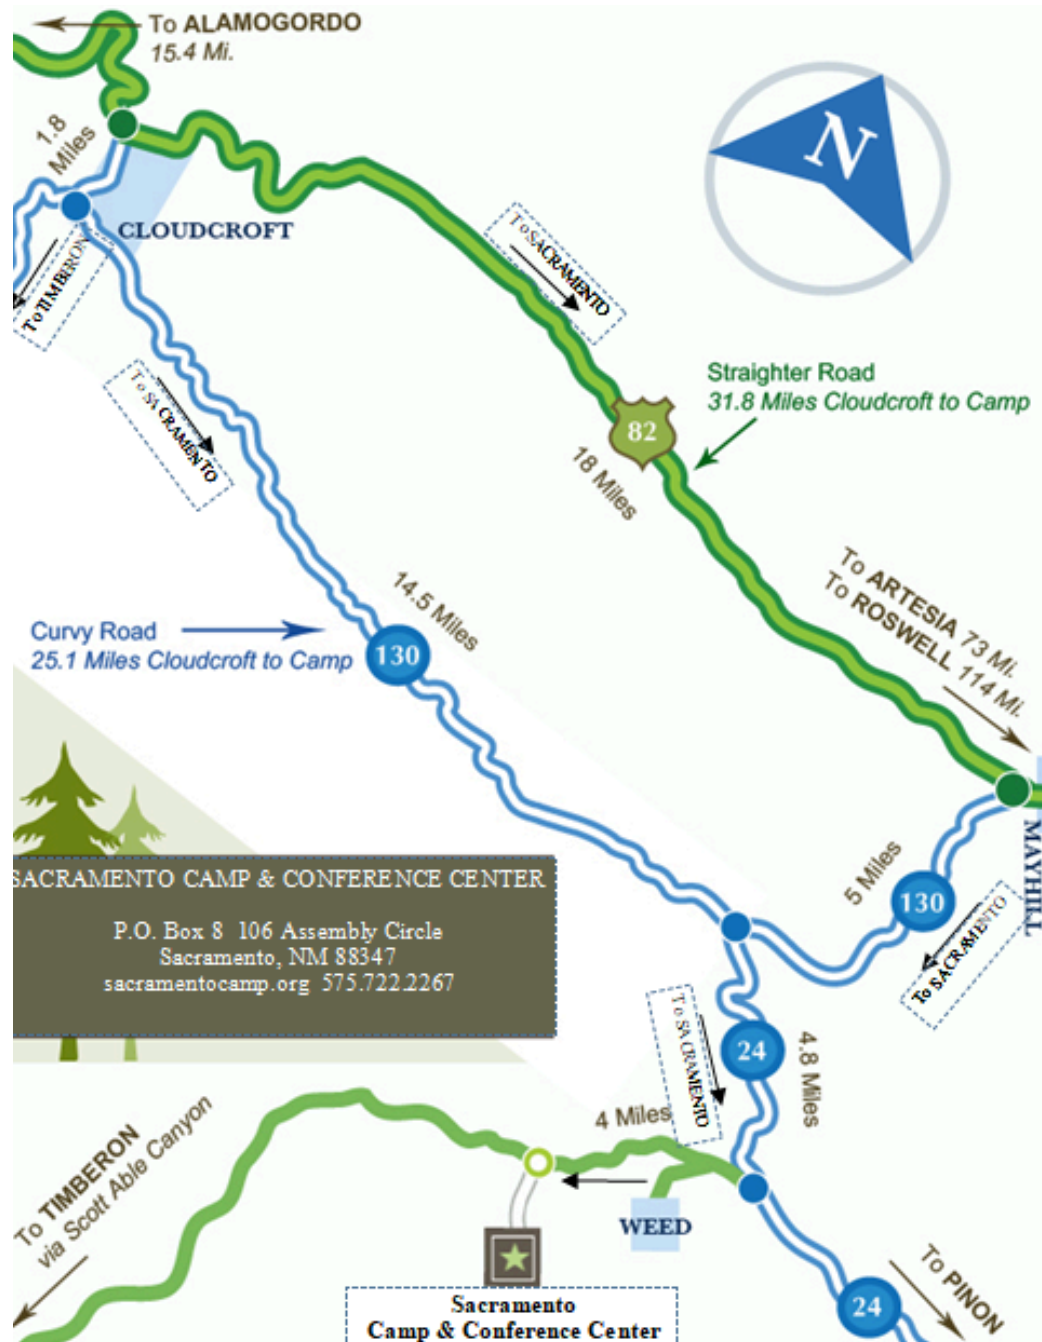 To ALAMOGORDO
15.4 Mi.
1.8
Miles
N
CLOUDCROFT
To TIMBERON
To SACRAMENTO
To SACRAMENTO
Straighter Road
31.8 Miles Cloudcroft to Camp
82
18 Miles
To ARTESIA 73 Mi.
To ROSWELL 114 Mi.
14.5 Miles
Curvy Road
25.1 Miles Cloudcroft to Camp
130
MAYHILL
5 Miles
130
To SACRAMENTO
SACRAMENTO CAMP & CONFERENCE CENTER
P.O. Box 8 106 Assembly Circle
Sacramento, NM 88347
sacramentocamp.org 575.722.2267
To SACRAMENTO
24
4.8 Miles
4 Miles
To TIMBERON
via Scott Able Canyon
WEED
To PINON
24
Sacramento
Camp & Conference Center